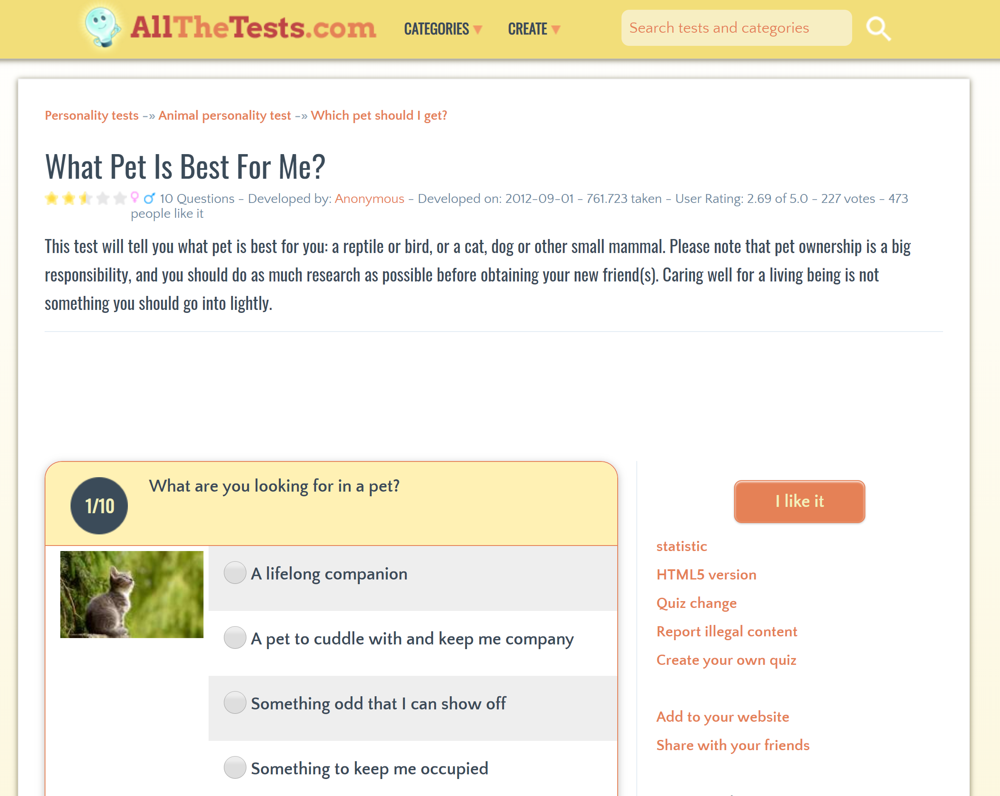 AllTheTests.com
CATEGORIES ▼
CREATE ▼
Search tests and categories
Personality tests -» Animal personality test -» Which pet should I get?
What Pet Is Best For Me?
10 Questions - Developed by: Anonymous - Developed on: 2012-09-01 - 761.723 taken - User Rating: 2.69 of 5.0 - 227 votes - 473
people like it
This test will tell you what pet is best for you: a reptile or bird, or a cat, dog or other small mammal. Please note that pet ownership is a big
responsibility, and you should do as much research as possible before obtaining your new friend(s). Caring well for a living being is not
something you should go into lightly.
1/10
What are you looking for in a pet?
A lifelong companion
A pet to cuddle with and keep me company
Something odd that I can show off
Something to keep me occupied
I like it
statistic
HTML5 version
Quiz change
Report illegal content
Create your own quiz
Add to your website
Share with your friends